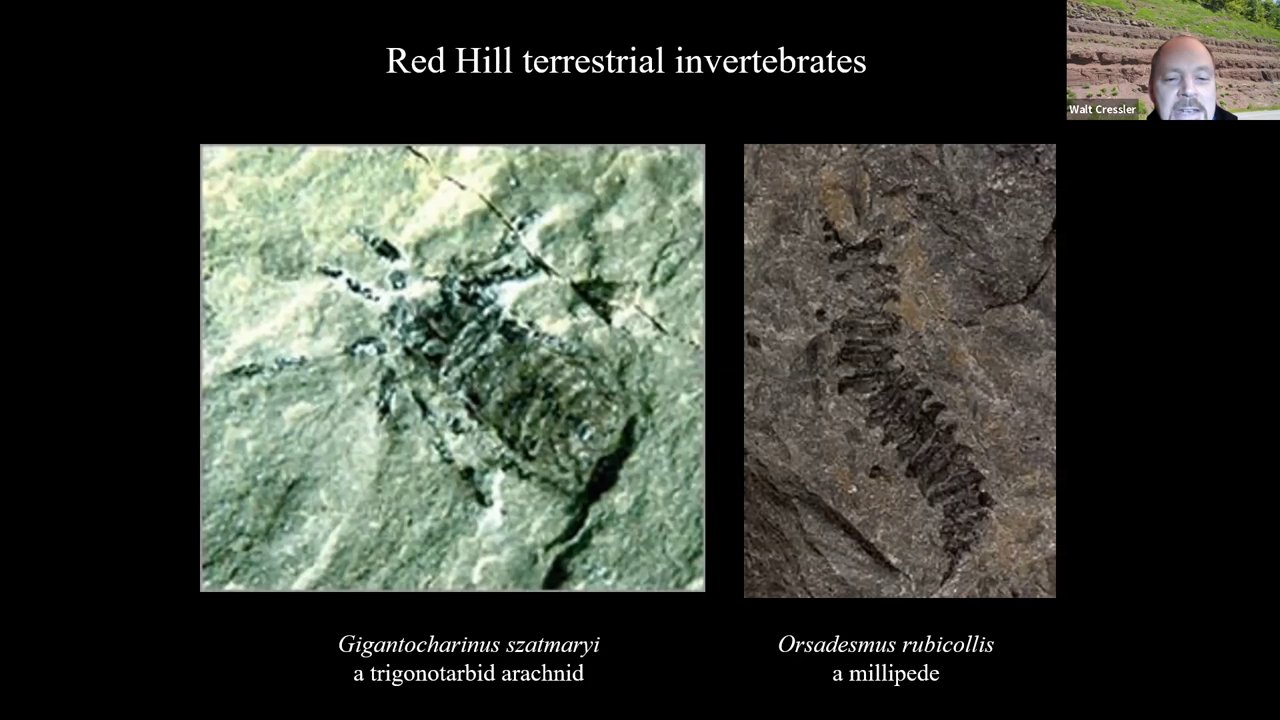 Red Hill terrestrial invertebrates
Walt Cressler
Gigantocharinus szatmaryi
a trigonotarbid arachnid
Orsadesmus rubicollis
a millipede